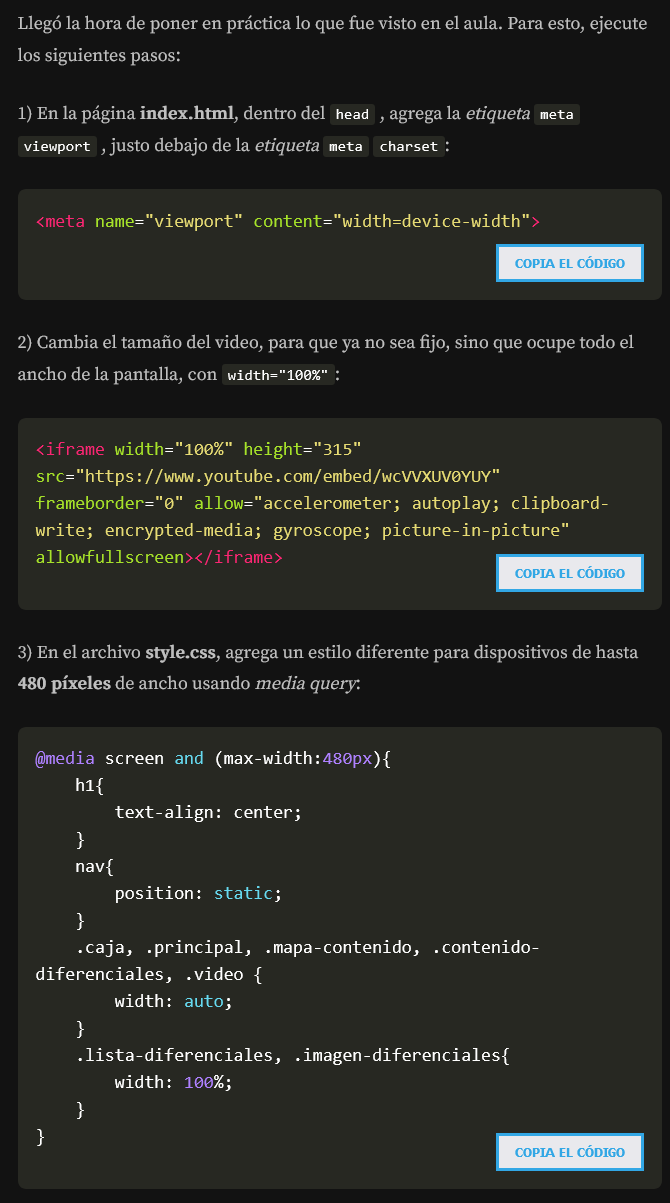 Llegó la hora de poner en práctica lo que fue visto en el aula. Para esto, ejecute
los siguientes pasos:
1) En la página index.html, dentro del head , agrega la etiqueta meta
viewport , justo debajo de la etiqueta meta charset:
<meta name="viewport" content="width=device-width">
COPIA EL CÓDIGO
2) Cambia el tamaño del video, para que ya no sea fijo, sino que ocupe todo el
ancho de la pantalla, con width="100%":
<iframe width="100%" height="315"
src="https://www.youtube.com/embed/wcVVXUV0YUY"
frameborder="0" allow="accelerometer; autoplay; clipboard-
write; encrypted-media; gyroscope; picture-in-picture"
allowfullscreen></iframe>
COPIA EL CÓDIGO
3) En el archivo style.css, agrega un estilo diferente para dispositivos de hasta
480 píxeles de ancho usando media query:
@media screen and (max-width:480px){
    h1{
        text-align: center;
    }
    nav{
        position: static;
    }
    .caja, .principal, .mapa-contenido, .contenido-
diferenciales, .video {
        width: auto;
    }
    .lista-diferenciales, .imagen-diferenciales{
        width: 100%;
    }
}
COPIA EL CÓDIGO